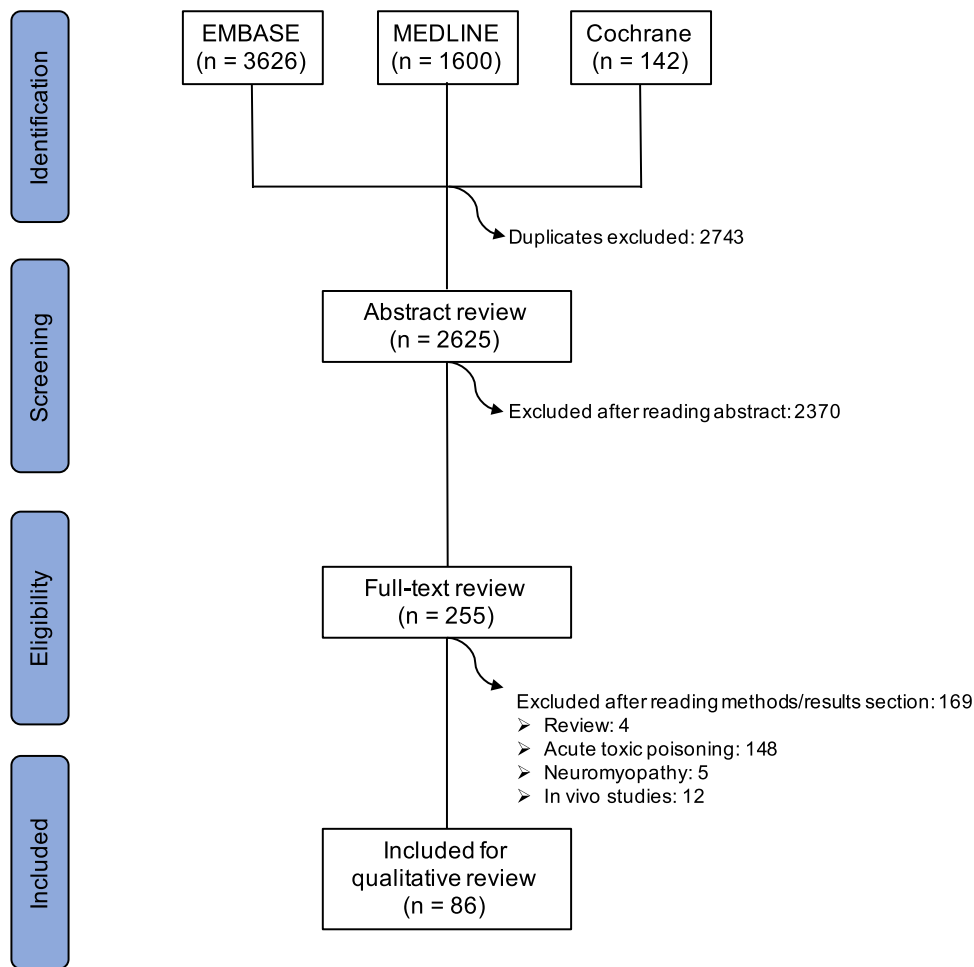 Identification
EMBASE
(n = 3626)
MEDLINE
(n = 1600)
Cochrane
(n = 142)
Duplicates excluded: 2743
Screening
Abstract review
(n = 2625)
Excluded after reading abstract: 2370
Eligibility
Full-text review
(n = 255)
Excluded after reading methods/results section: 169
➢ Review: 4
➢ Acute toxic poisoning: 148
➢ Neuromyopathy: 5
➢ In vivo studies: 12
Included
Included for
qualitative review
(n = 86)